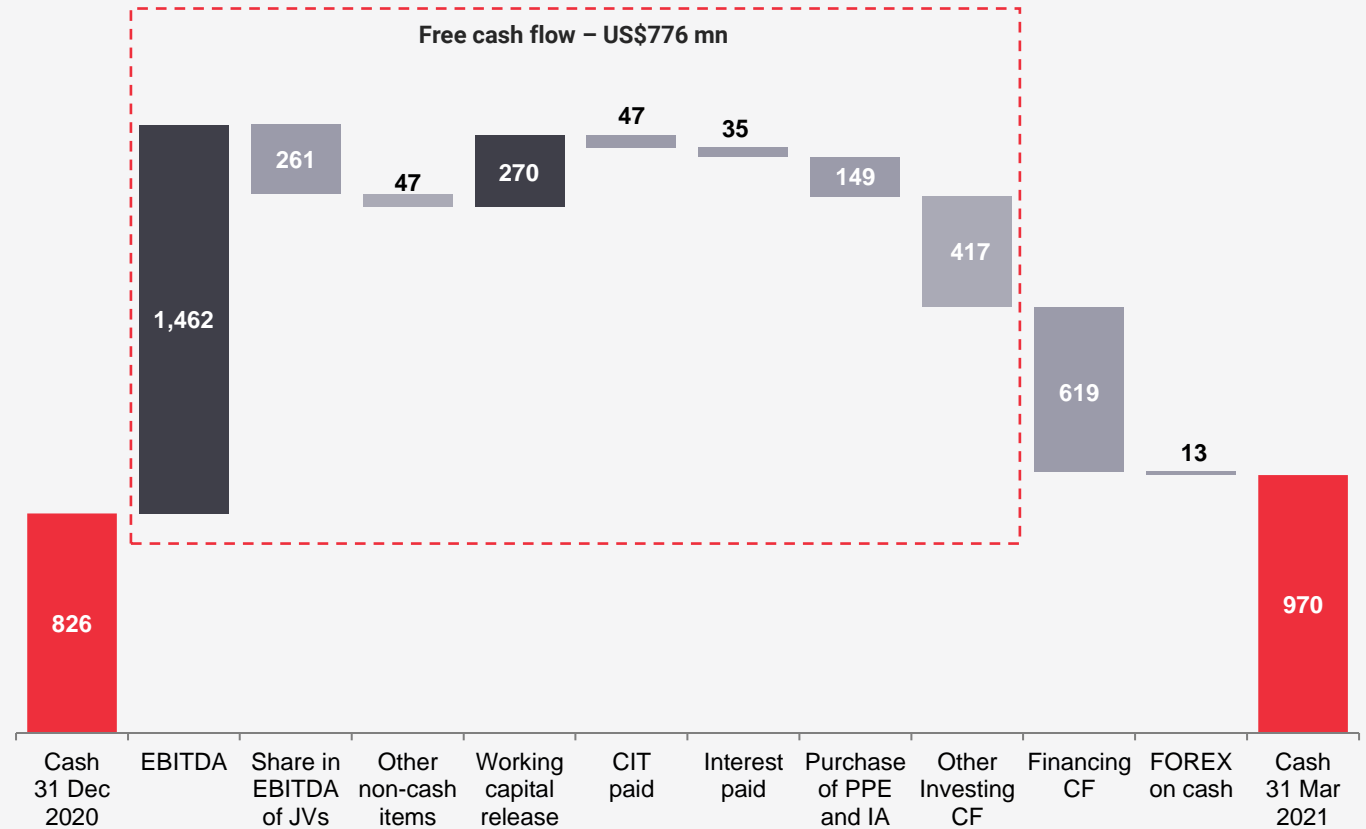 Free cash flow – US$776 mn
826
1,462
261
47
270
47
35
149
417
619
13
970
Cash
31 Dec
2020
EBITDA
Share in
EBITDA
of JVs
Other
non-cash
items
Working
capital
release
CIT
paid
Interest
paid
Purchase
of PPE
and IA
Other
Investing
CF
Financing
CF
FOREX
on cash
Cash
31 Mar
2021